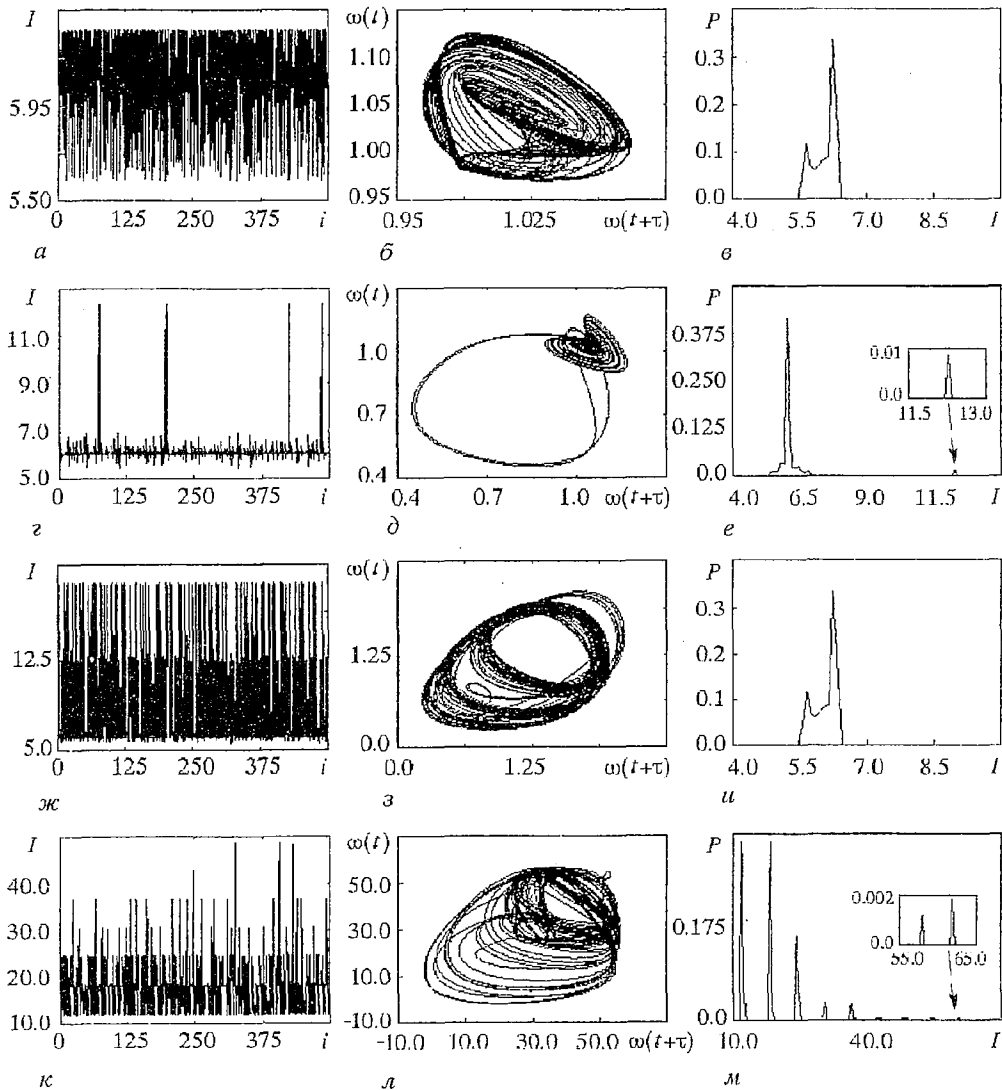 I
5.95
5.50
0 125 250 375 i
а
ω(t)
1.10
1.05
1.00
0.95
0.95 1.025 ω(t+τ)
б
P
0.3
0.2
0.1
0.0
4.0 5.5 7.0 8.5 I
в
I
11.0
9.0
7.0
5.0
0 125 250 375 i
г
ω(t)
1.0
0.7
0.4
0.4 0.7 1.0 ω(t+τ)
д
P
0.375
0.250
0.125
0.0
0.01
0.0
11.5 13.0
4.0 6.5 9.0 11.5 I
е
I
12.5
5.0
0 125 250 375 i
ж
ω(t)
1.25
0.0
0.0 1.25 ω(t+τ)
з
P
0.3
0.2
0.1
0.0
4.0 5.5 7.0 8.5 I
и
I
40.0
30.0
20.0
10.0
0 125 250 375 i
к
ω(t)
50.0
30.0
10.0
-10.0
-10.0 10.0 30.0 50.0 ω(t+τ)
л
P
0.175
0.0
0.002
0.0
55.0 65.0
10.0 40.0 I
м